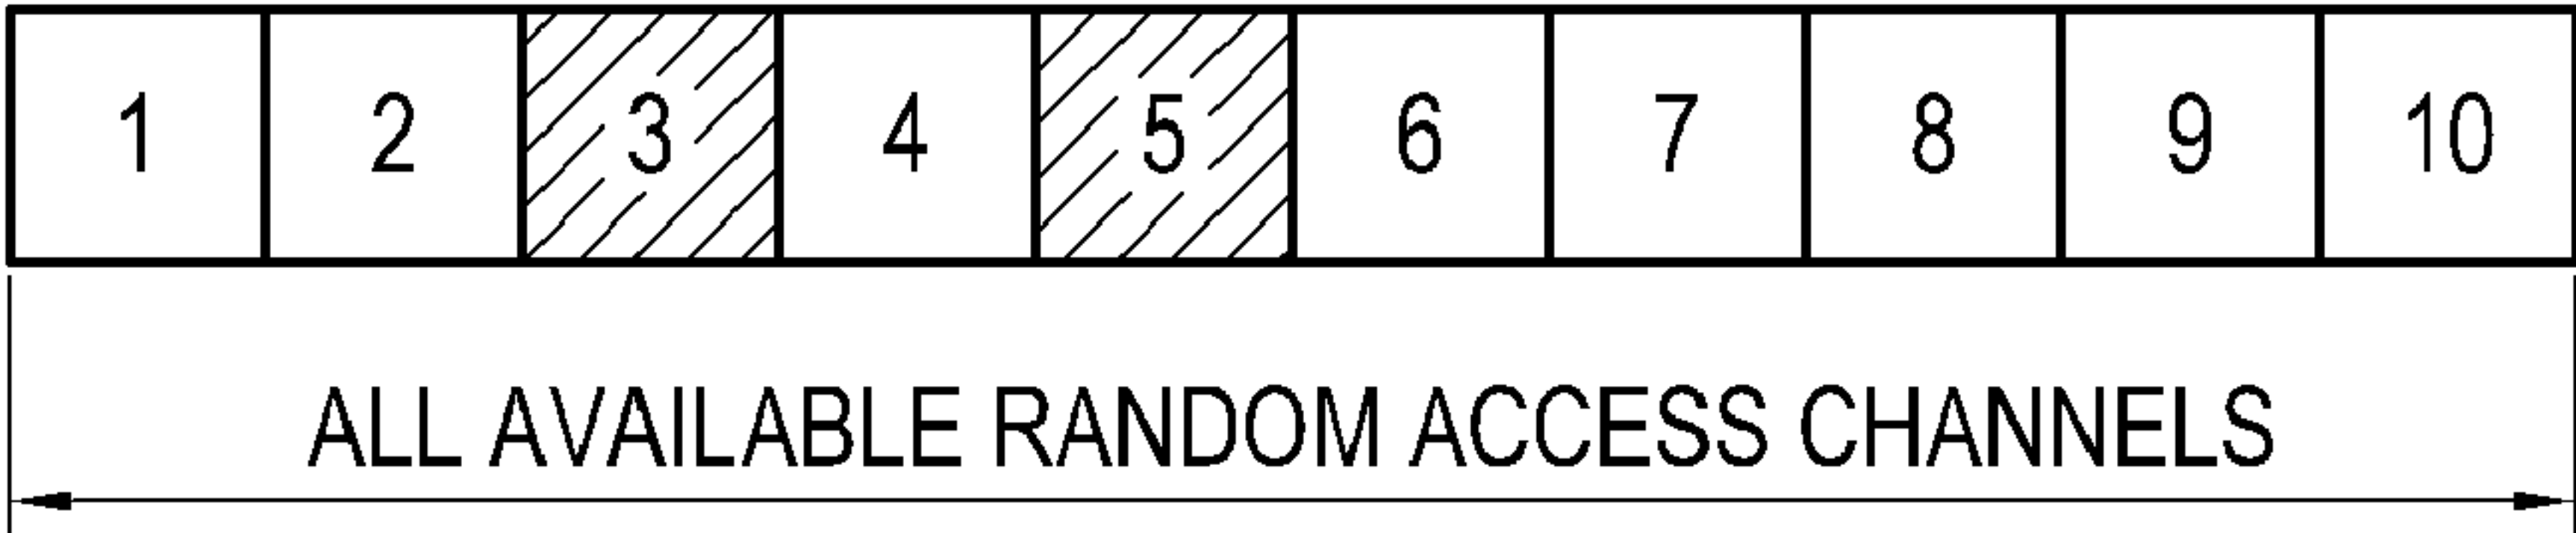 1 2 3 4 5 6 7 8 9 10
ALL AVAILABLE RANDOM ACCESS CHANNELS